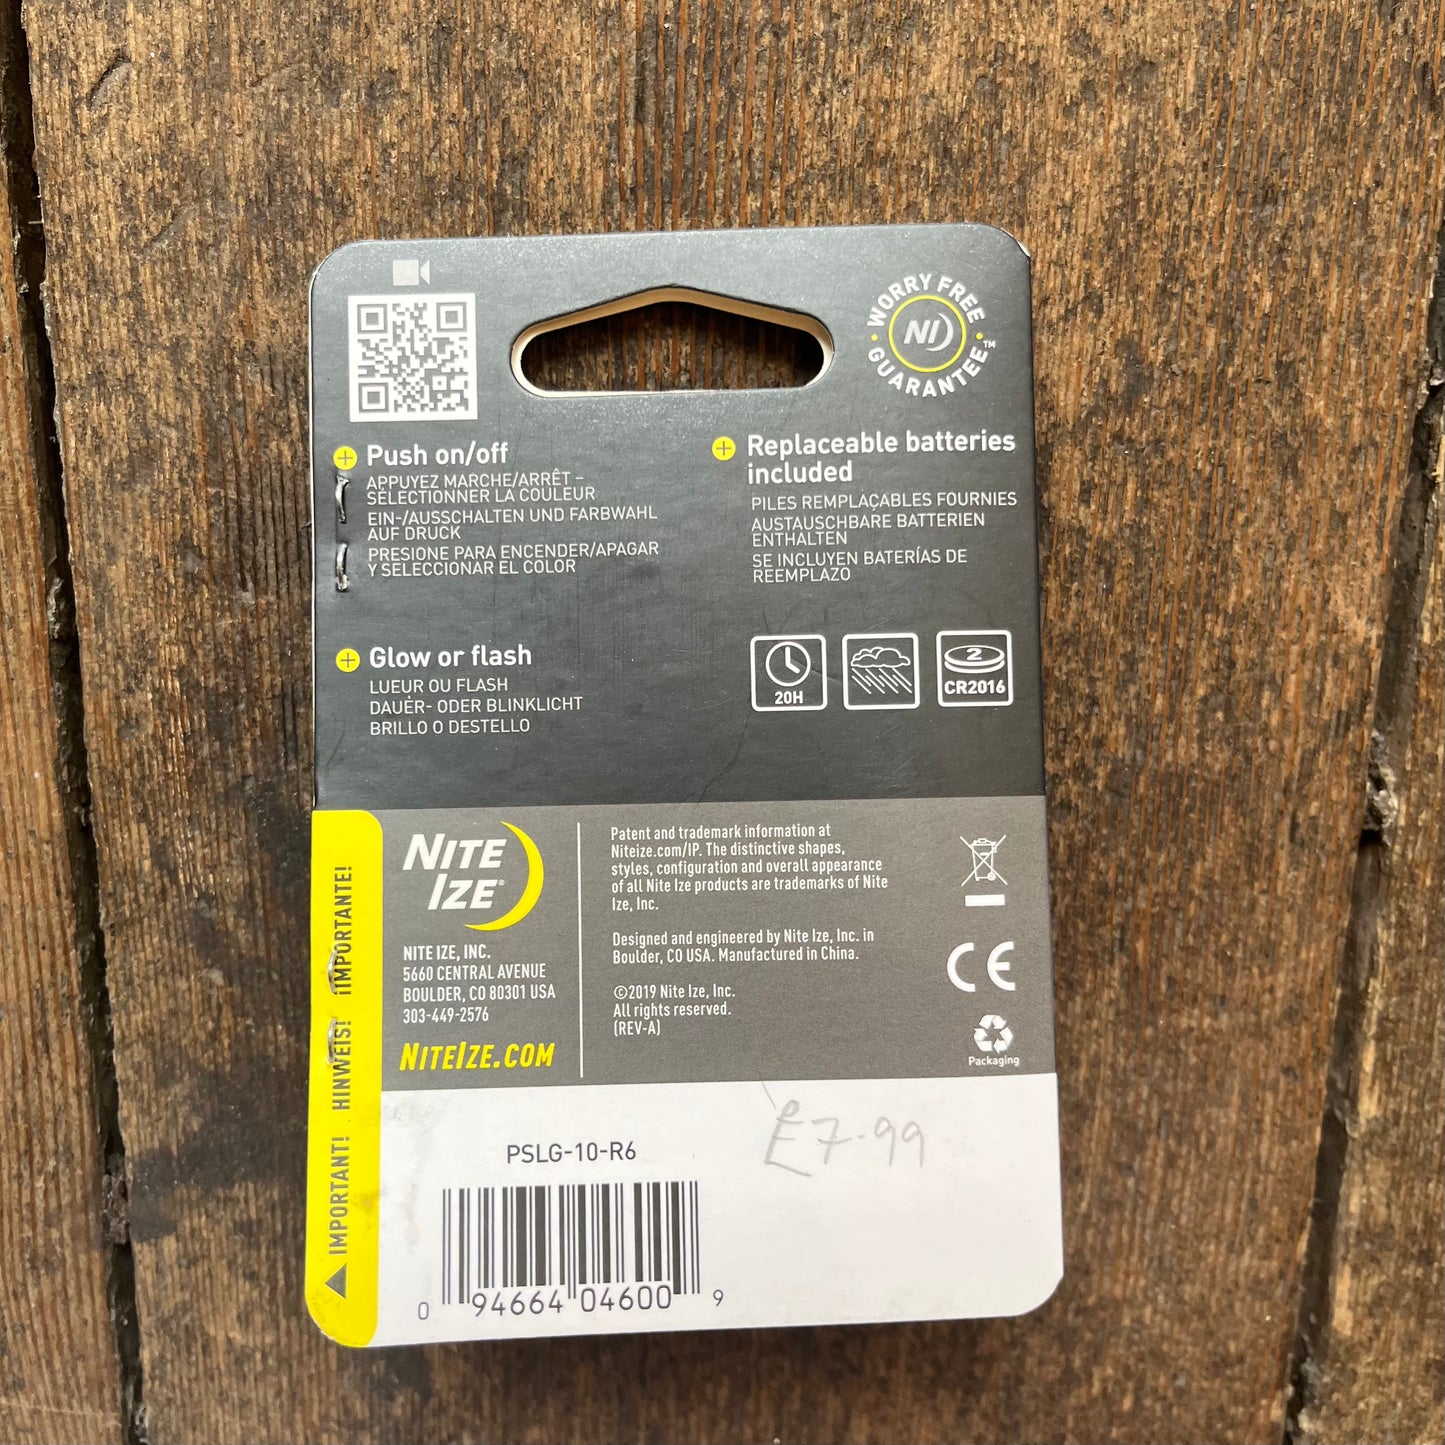 WORRY FREE
NI
GUARANTEE™
Push on/off
APPUYEZ MARCHE/ARRÊT –
SÉLECTIONNER LA COULEUR
EIN-/AUSSCHALTEN UND FARBWAHL
AUF DRUCK
PRESIONE PARA ENCENDER/APAGAR
Y SELECCIONAR EL COLOR
Replaceable batteries
included
PILES REMPLAÇABLES FOURNIES
AUSTAUSCHBARE BATTERIEN
ENTHALTEN
SE INCLUYEN BATERÍAS DE
REEMPLAZO
Glow or flash
LUEUR OU FLASH
DAUER- ODER BLINKLICHT
BRILLO O DESTELLO
20H
2
CR2016
▲ IMPORTANT! HINWEIS! ¡IMPORTANTE!
NITE
IZE®
NITE IZE, INC.
5660 CENTRAL AVENUE
BOULDER, CO 80301 USA
303-449-2576
NITEIZE.COM
Patent and trademark information at
Niteize.com/IP. The distinctive shapes,
styles, configuration and overall appearance
of all Nite Ize products are trademarks of Nite
Ize, Inc.
Designed and engineered by Nite Ize, Inc. in
Boulder, CO USA. Manufactured in China.
©2019 Nite Ize, Inc.
All rights reserved.
(REV-A)
CE
Packaging
PSLG-10-R6
£7.99
0 94664 04600 9